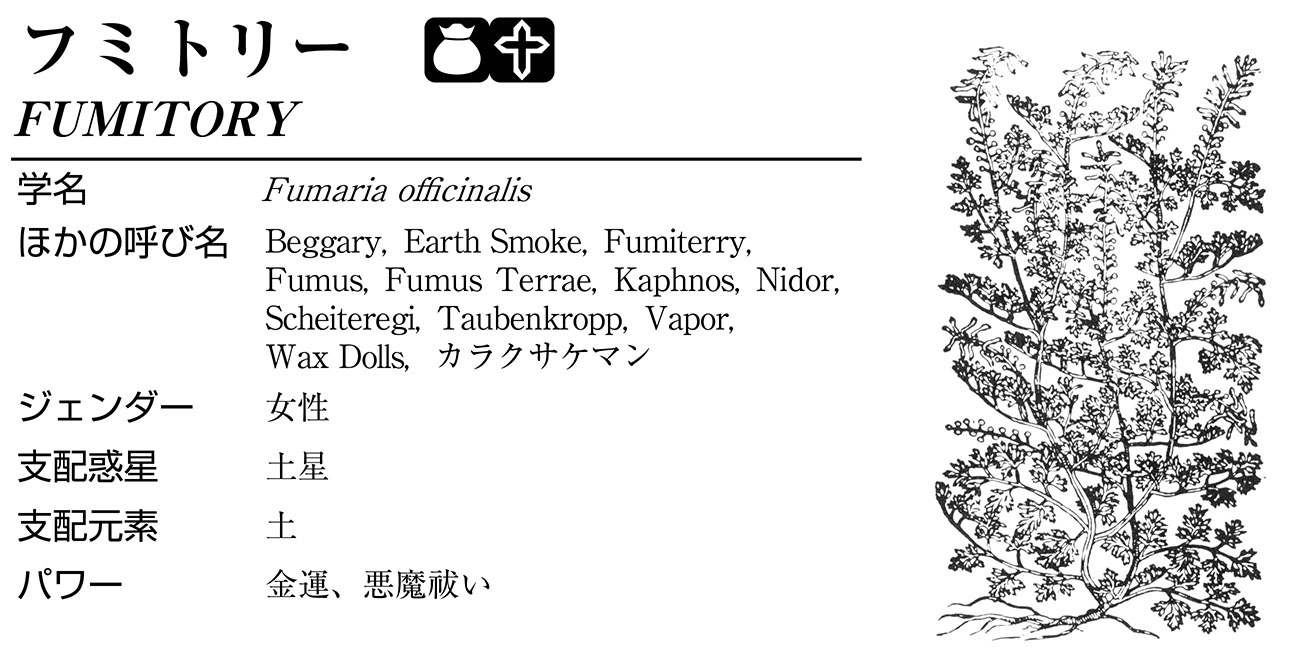 フミトリー
FUMITORY
学名 Fumaria officinalis
ほかの呼び名 Beggary, Earth Smoke, Fumiterry,
Fumus, Fumus Terrae, Kaphnos, Nidor,
Scheiteregi, Taubenkropp, Vapor,
Wax Dolls, カラクサケマン
ジェンダー 女性
支配惑星 土星
支配元素 土
パワー 金運、悪魔祓い